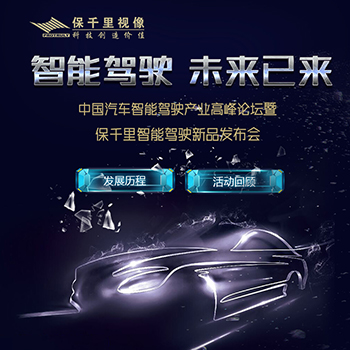 保千里视像
PROTRULY
科技创造价值
智能驾驶 未来已来
中国汽车智能驾驶产业高峰论坛暨
保千里智能驾驶新品发布会
发展历程
活动回顾